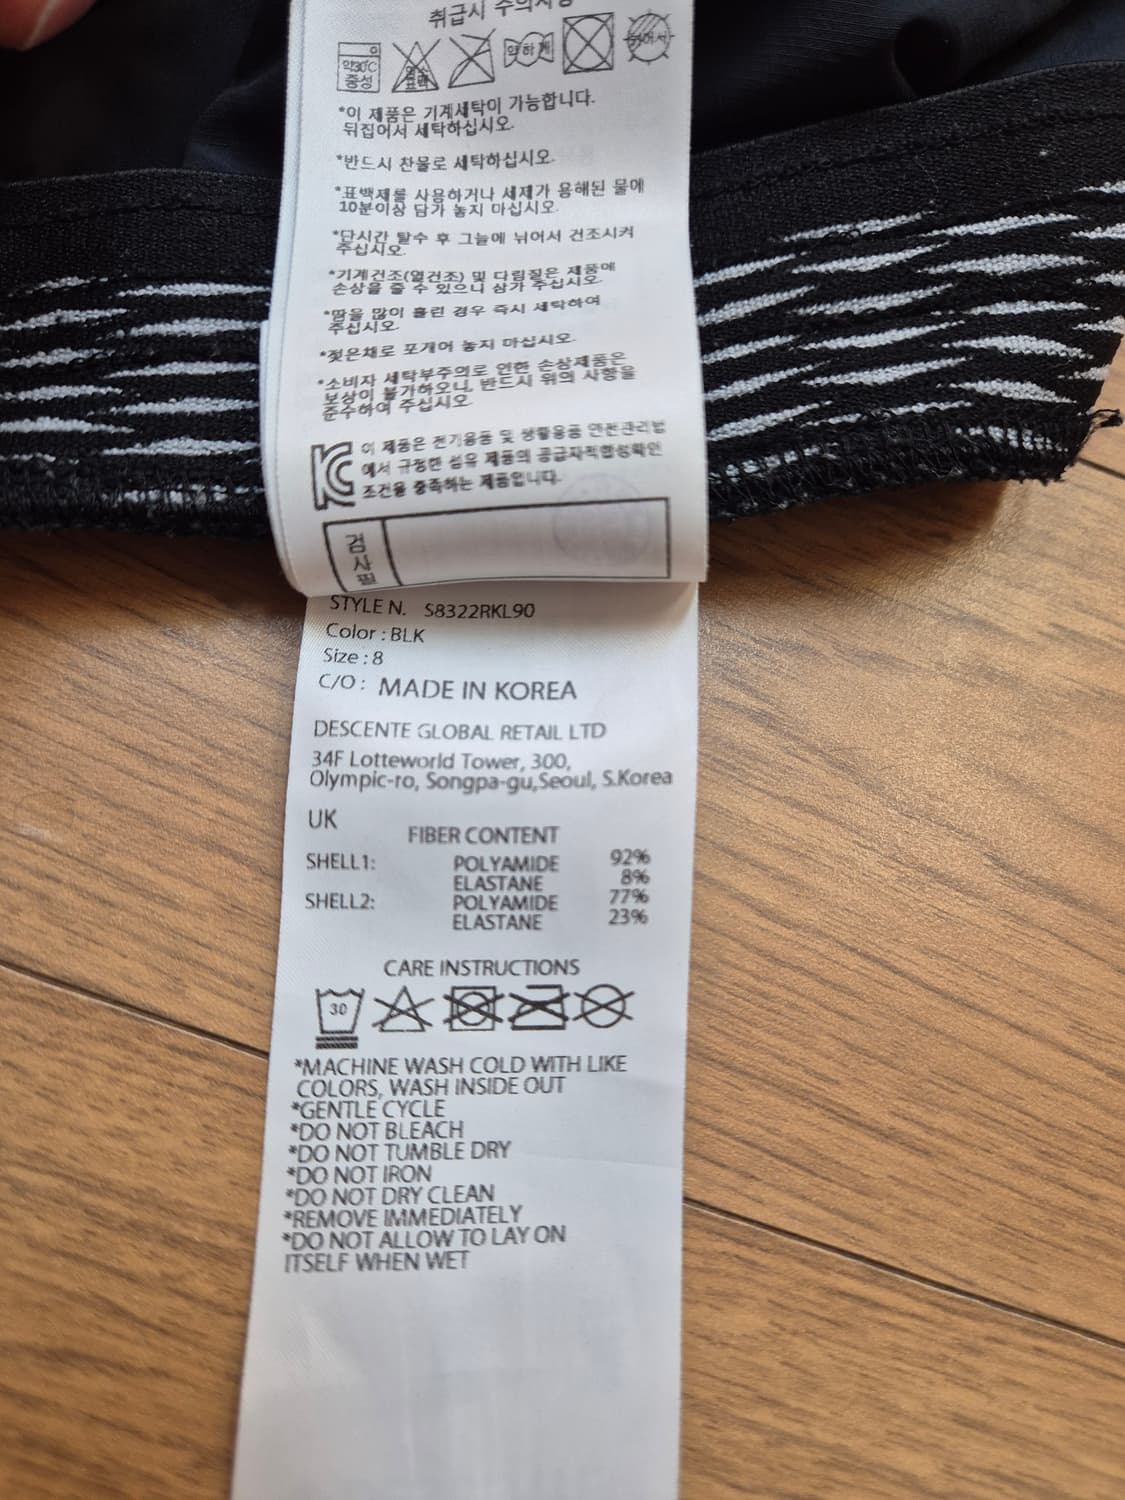 취급시 주의사항
약30℃
중성
염소
표백
약하게
뉘어서
*이 제품은 기계세탁이 가능합니다.
뒤집어서 세탁하십시오.
*반드시 찬물로 세탁하십시오.
*표백제를 사용하거나 세제가 용해된 물에
10분이상 담가 놓지 마십시오.
*단시간 탈수 후 그늘에 뉘어서 건조시켜
주십시오.
*기계건조(열건조) 및 다림질은 제품에
손상을 줄 수 있으니 삼가 주십시오.
*땀을 많이 흘린 경우 즉시 세탁하여
주십시오.
*젖은채로 포개어 놓지 마십시오.
*소비자 세탁부주의로 인한 손상제품은
보상이 불가하오니, 반드시 위의 사항을
준수하여 주십시오.
이 제품은 전기용품 및 생활용품 안전관리법
에서 규정한 섬유 제품의 공급자적합성확인
조건을 충족하는 제품입니다.
검사필
STYLE N. S8322RKL90
Color : BLK
Size : 8
C/O : MADE IN KOREA
DESCENTE GLOBAL RETAIL LTD
34F Lotteworld Tower, 300,
Olympic-ro, Songpa-gu,Seoul, S.Korea
UK
FIBER CONTENT
SHELL1: POLYAMIDE 92%
ELASTANE 8%
SHELL2: POLYAMIDE 77%
ELASTANE 23%
CARE INSTRUCTIONS
30
*MACHINE WASH COLD WITH LIKE
COLORS, WASH INSIDE OUT
*GENTLE CYCLE
*DO NOT BLEACH
*DO NOT TUMBLE DRY
*DO NOT IRON
*DO NOT DRY CLEAN
*REMOVE IMMEDIATELY
*DO NOT ALLOW TO LAY ON
ITSELF WHEN WET